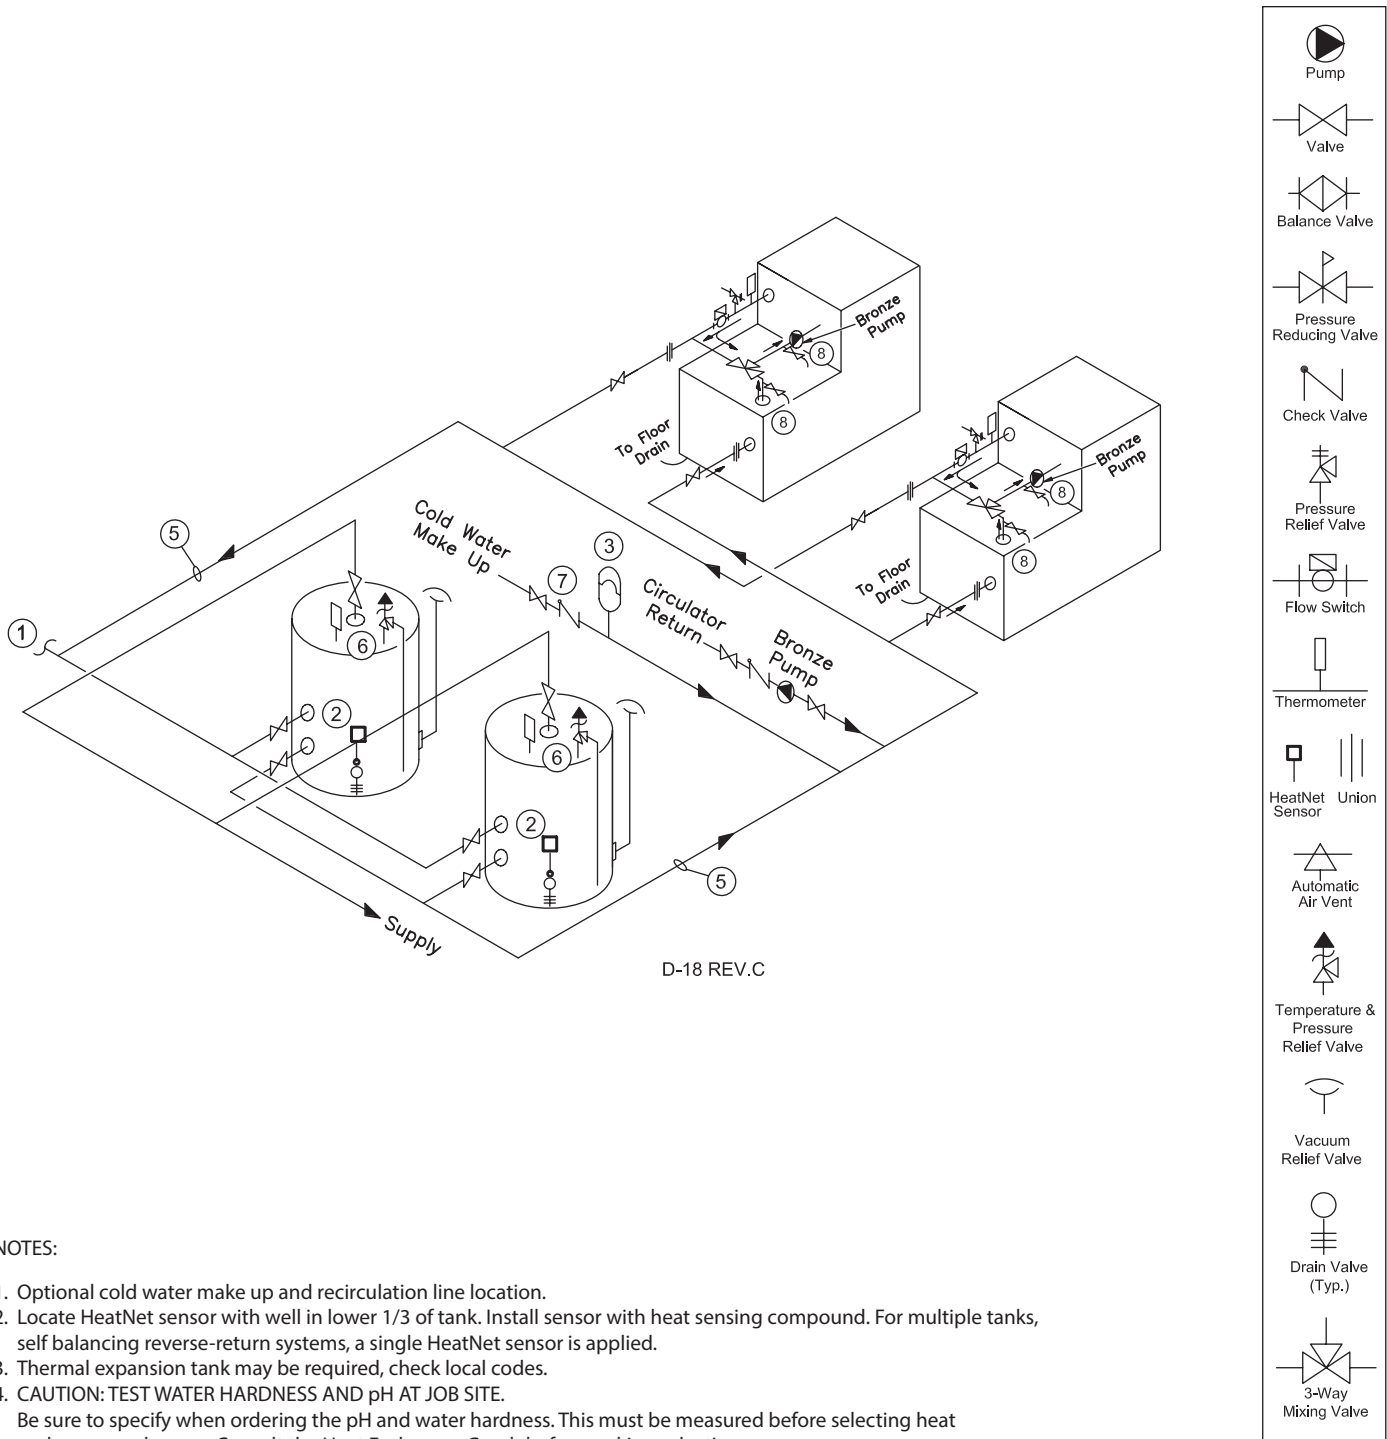 Pump
Valve
Balance Valve
Pressure
Reducing Valve
Check Valve
Pressure
Relief Valve
Flow Switch
Thermometer
HeatNet
Sensor
Union
Automatic
Air Vent
Temperature &
Pressure
Relief Valve
Vacuum
Relief Valve
Drain Valve
(Typ.)
3-Way
Mixing Valve
Bronze
Pump
8
8
To Floor
Drain
Bronze
Pump
8
8
To Floor
Drain
Cold Water
Make Up
7
3
Circulator
Return
Bronze
Pump
5
1
6
2
6
2
5
Supply
D-18 REV.C
NOTES:
1. Optional cold water make up and recirculation line location.
2. Locate HeatNet sensor with well in lower 1/3 of tank. Install sensor with heat sensing compound. For multiple tanks,
self balancing reverse-return systems, a single HeatNet sensor is applied.
3. Thermal expansion tank may be required, check local codes.
4. CAUTION: TEST WATER HARDNESS AND pH AT JOB SITE.
Be sure to specify when ordering the pH and water hardness. This must be measured before selecting heat